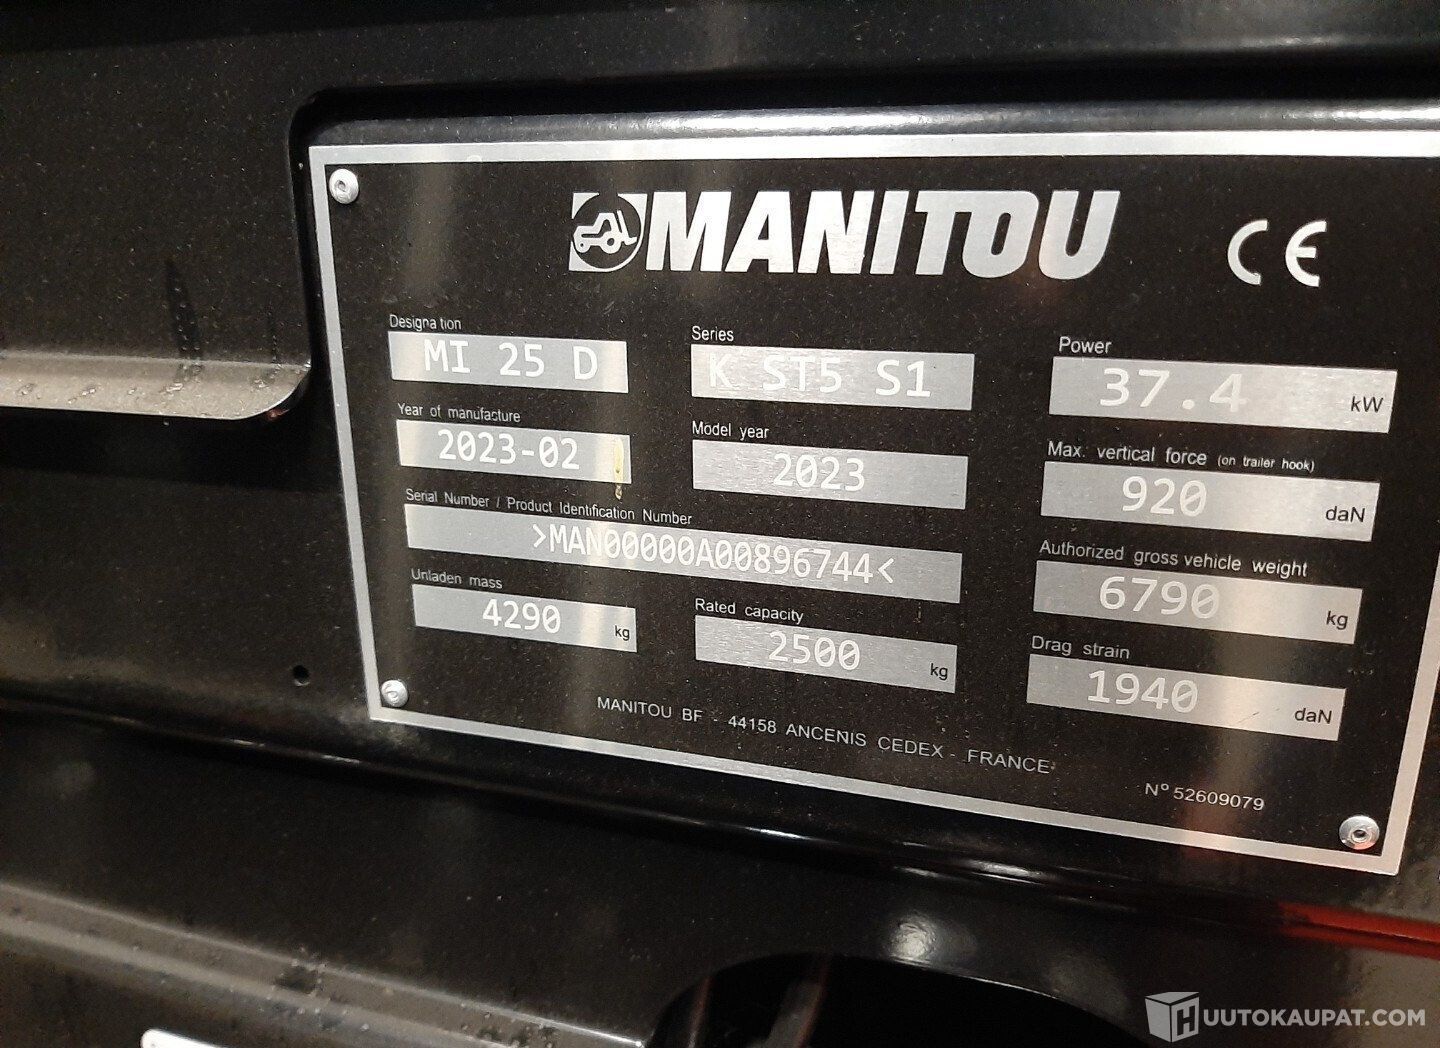 MANITOU CE
Designation Series Power
MI 25 D K ST5 S1 37.4 kW
Year of manufacture Model year Max. vertical force (on trailer hook)
2023-02 2023 920 daN
Serial Number / Product Identification Number Authorized gross vehicle weight
>MAN00000A00896744< 6790 kg
Unladen mass Rated capacity Drag strain
4290 kg 2500 kg 1940 daN
MANITOU BF - 44158 ANCENIS CEDEX - FRANCE
Nº 52609079
HUUTOKAUPAT.COM